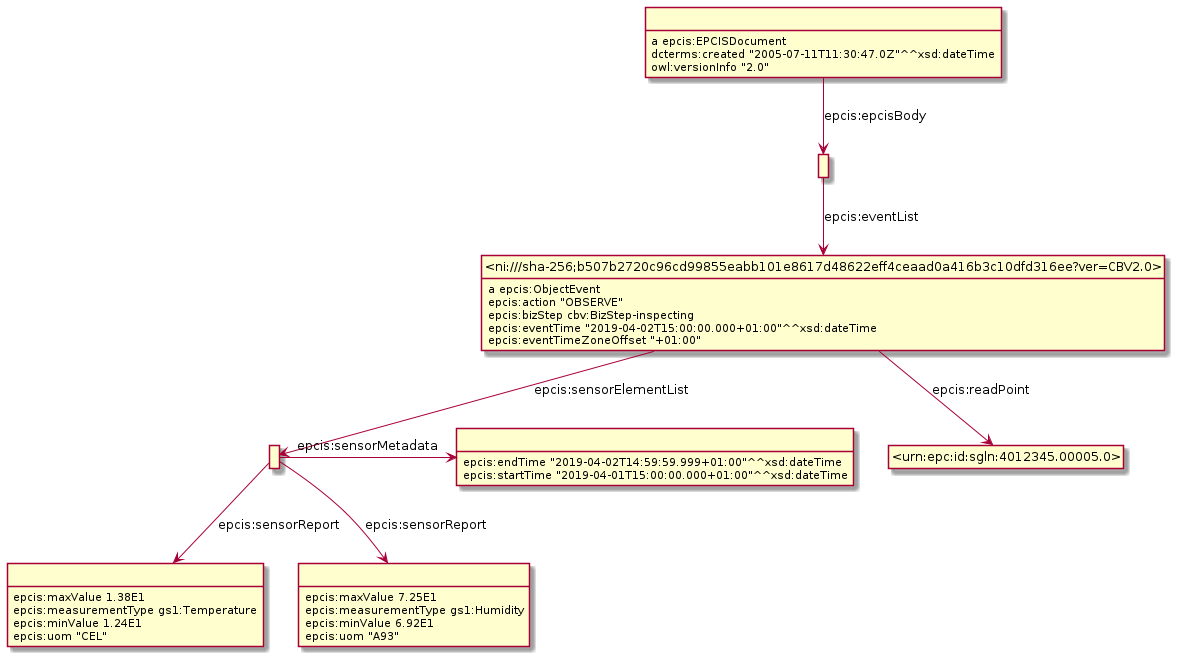 a epcis:EPCISDocument
dcterms:created "2005-07-11T11:30:47.0Z"^^xsd:dateTime
owl:versionInfo "2.0"
epcis:epcisBody
epcis:eventList
<ni:///sha-256;b507b2720c96cd99855eabb101e8617d48622eff4ceaad0a416b3c10dfd316ee?ver=CBV2.0>
a epcis:ObjectEvent
epcis:action "OBSERVE"
epcis:bizStep cbv:BizStep-inspecting
epcis:eventTime "2019-04-02T15:00:00.000+01:00"^^xsd:dateTime
epcis:eventTimeZoneOffset "+01:00"
epcis:sensorElementList
epcis:readPoint
epcis:sensorMetadata
epcis:endTime "2019-04-02T14:59:59.999+01:00"^^xsd:dateTime
epcis:startTime "2019-04-01T15:00:00.000+01:00"^^xsd:dateTime
<urn:epc:id:sgln:4012345.00005.0>
epcis:sensorReport
epcis:sensorReport
epcis:maxValue 1.38E1
epcis:measurementType gs1:Temperature
epcis:minValue 1.24E1
epcis:uom "CEL"
epcis:maxValue 7.25E1
epcis:measurementType gs1:Humidity
epcis:minValue 6.92E1
epcis:uom "A93"